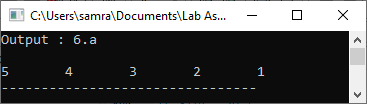 C:\Users\samra\Documents\Lab As...
Output : 6.a
5 4 3 2 1
--------------------------------